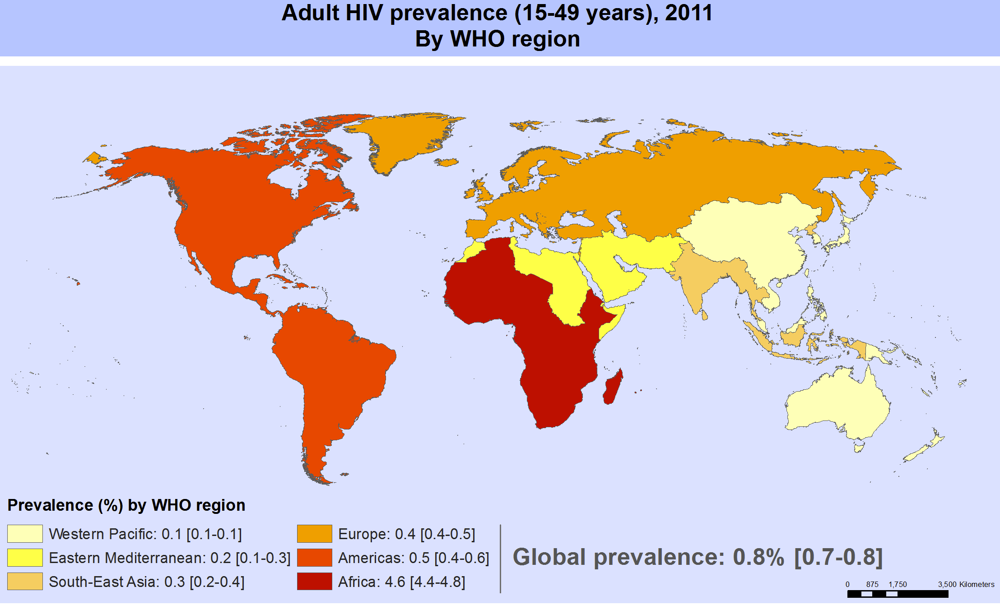 Adult HIV prevalence (15-49 years), 2011
By WHO region
Prevalence (%) by WHO region
Western Pacific: 0.1 [0.1-0.1]
Eastern Mediterranean: 0.2 [0.1-0.3]
South-East Asia: 0.3 [0.2-0.4]
Europe: 0.4 [0.4-0.5]
Americas: 0.5 [0.4-0.6]
Africa: 4.6 [4.4-4.8]
Global prevalence: 0.8% [0.7-0.8]
0 875 1,750 3,500 Kilometers